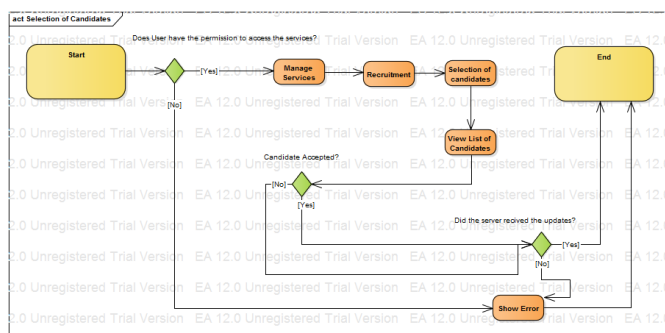 act Selection of Candidates
Does User have the permission to access the services?
Start
End
[Yes]
Manage
Services
Recruitment
Selection of
candidates
[No]
View List of
Candidates
Candidate Accepted?
[No]
[Yes]
Did the server recived the updates?
[Yes]
[No]
Show Error
EA 12.0 Unregistered Trial Version